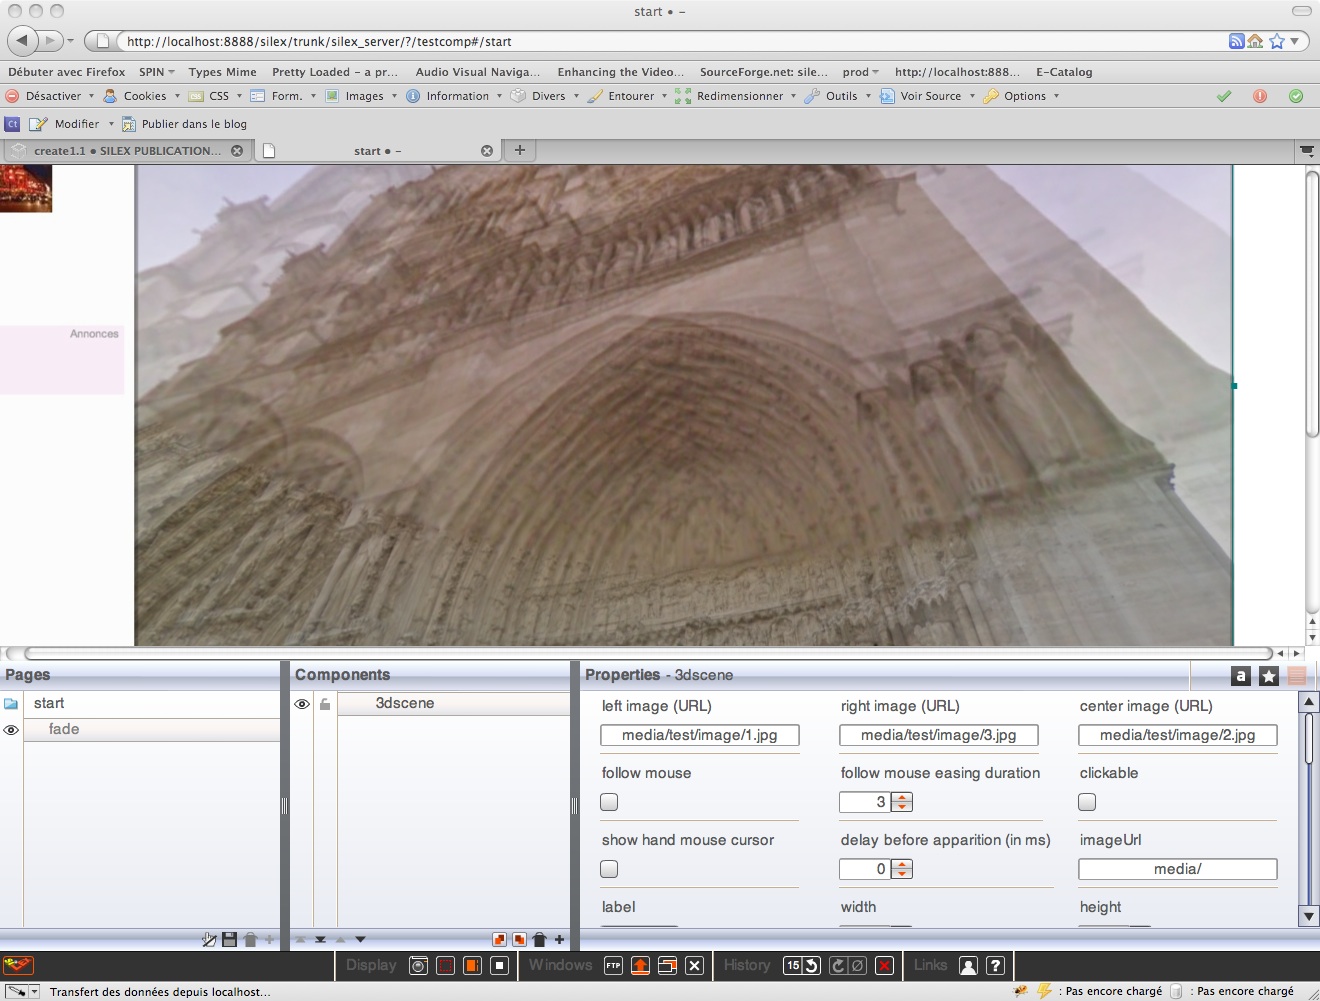 start • –
http://localhost:8888/silex/trunk/silex_server/?/testcomp#/start
Débuter avec Firefox SPIN Types Mime Pretty Loaded – a pr... Audio Visual Naviga... Enhancing the Video... SourceForge.net: sile... prod http://localhost:888... E-Catalog
Désactiver Cookies CSS Form. Images Information Divers Entourer Redimensionner Outils Voir Source Options
Ct Modifier Publier dans le blog
create1.1 • SILEX PUBLICATION... start • –
Annonces
Pages Components Properties - 3dscene a
start 3dscene left image (URL) right image (URL) center image (URL)
fade media/test/image/1.jpg media/test/image/3.jpg media/test/image/2.jpg
follow mouse follow mouse easing duration clickable
3
show hand mouse cursor delay before apparition (in ms) imageUrl
0 media/
label width height
Display Windows FTP History 15 Links ?
Transfert des données depuis localhost... : Pas encore chargé : Pas encore chargé